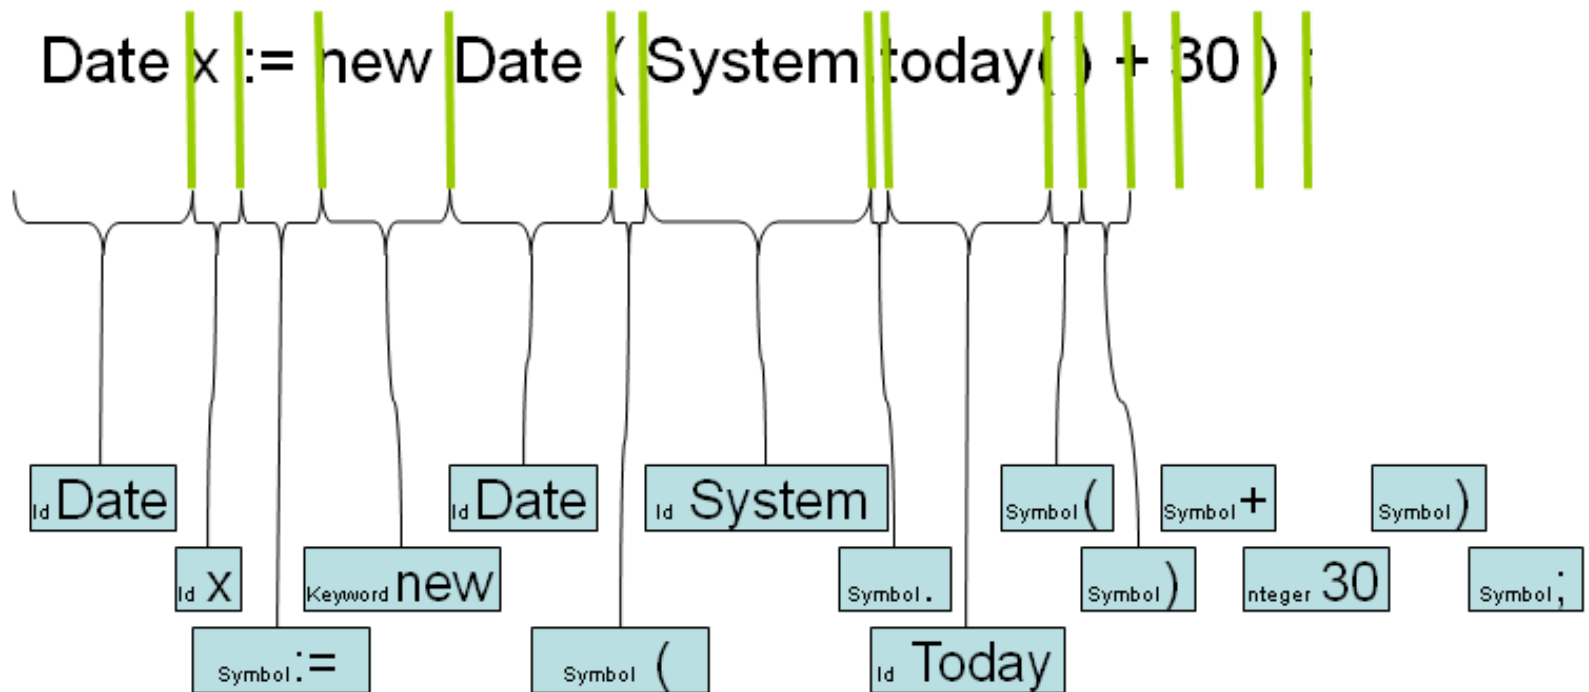 Date x := new Date ( System.today() + 30 ) ;
Id Date
Id Date
Id System
Symbol (
Symbol +
Symbol )
Id x
Keyword new
Symbol .
Symbol )
nteger 30
Symbol ;
Symbol :=
Symbol (
Id Today